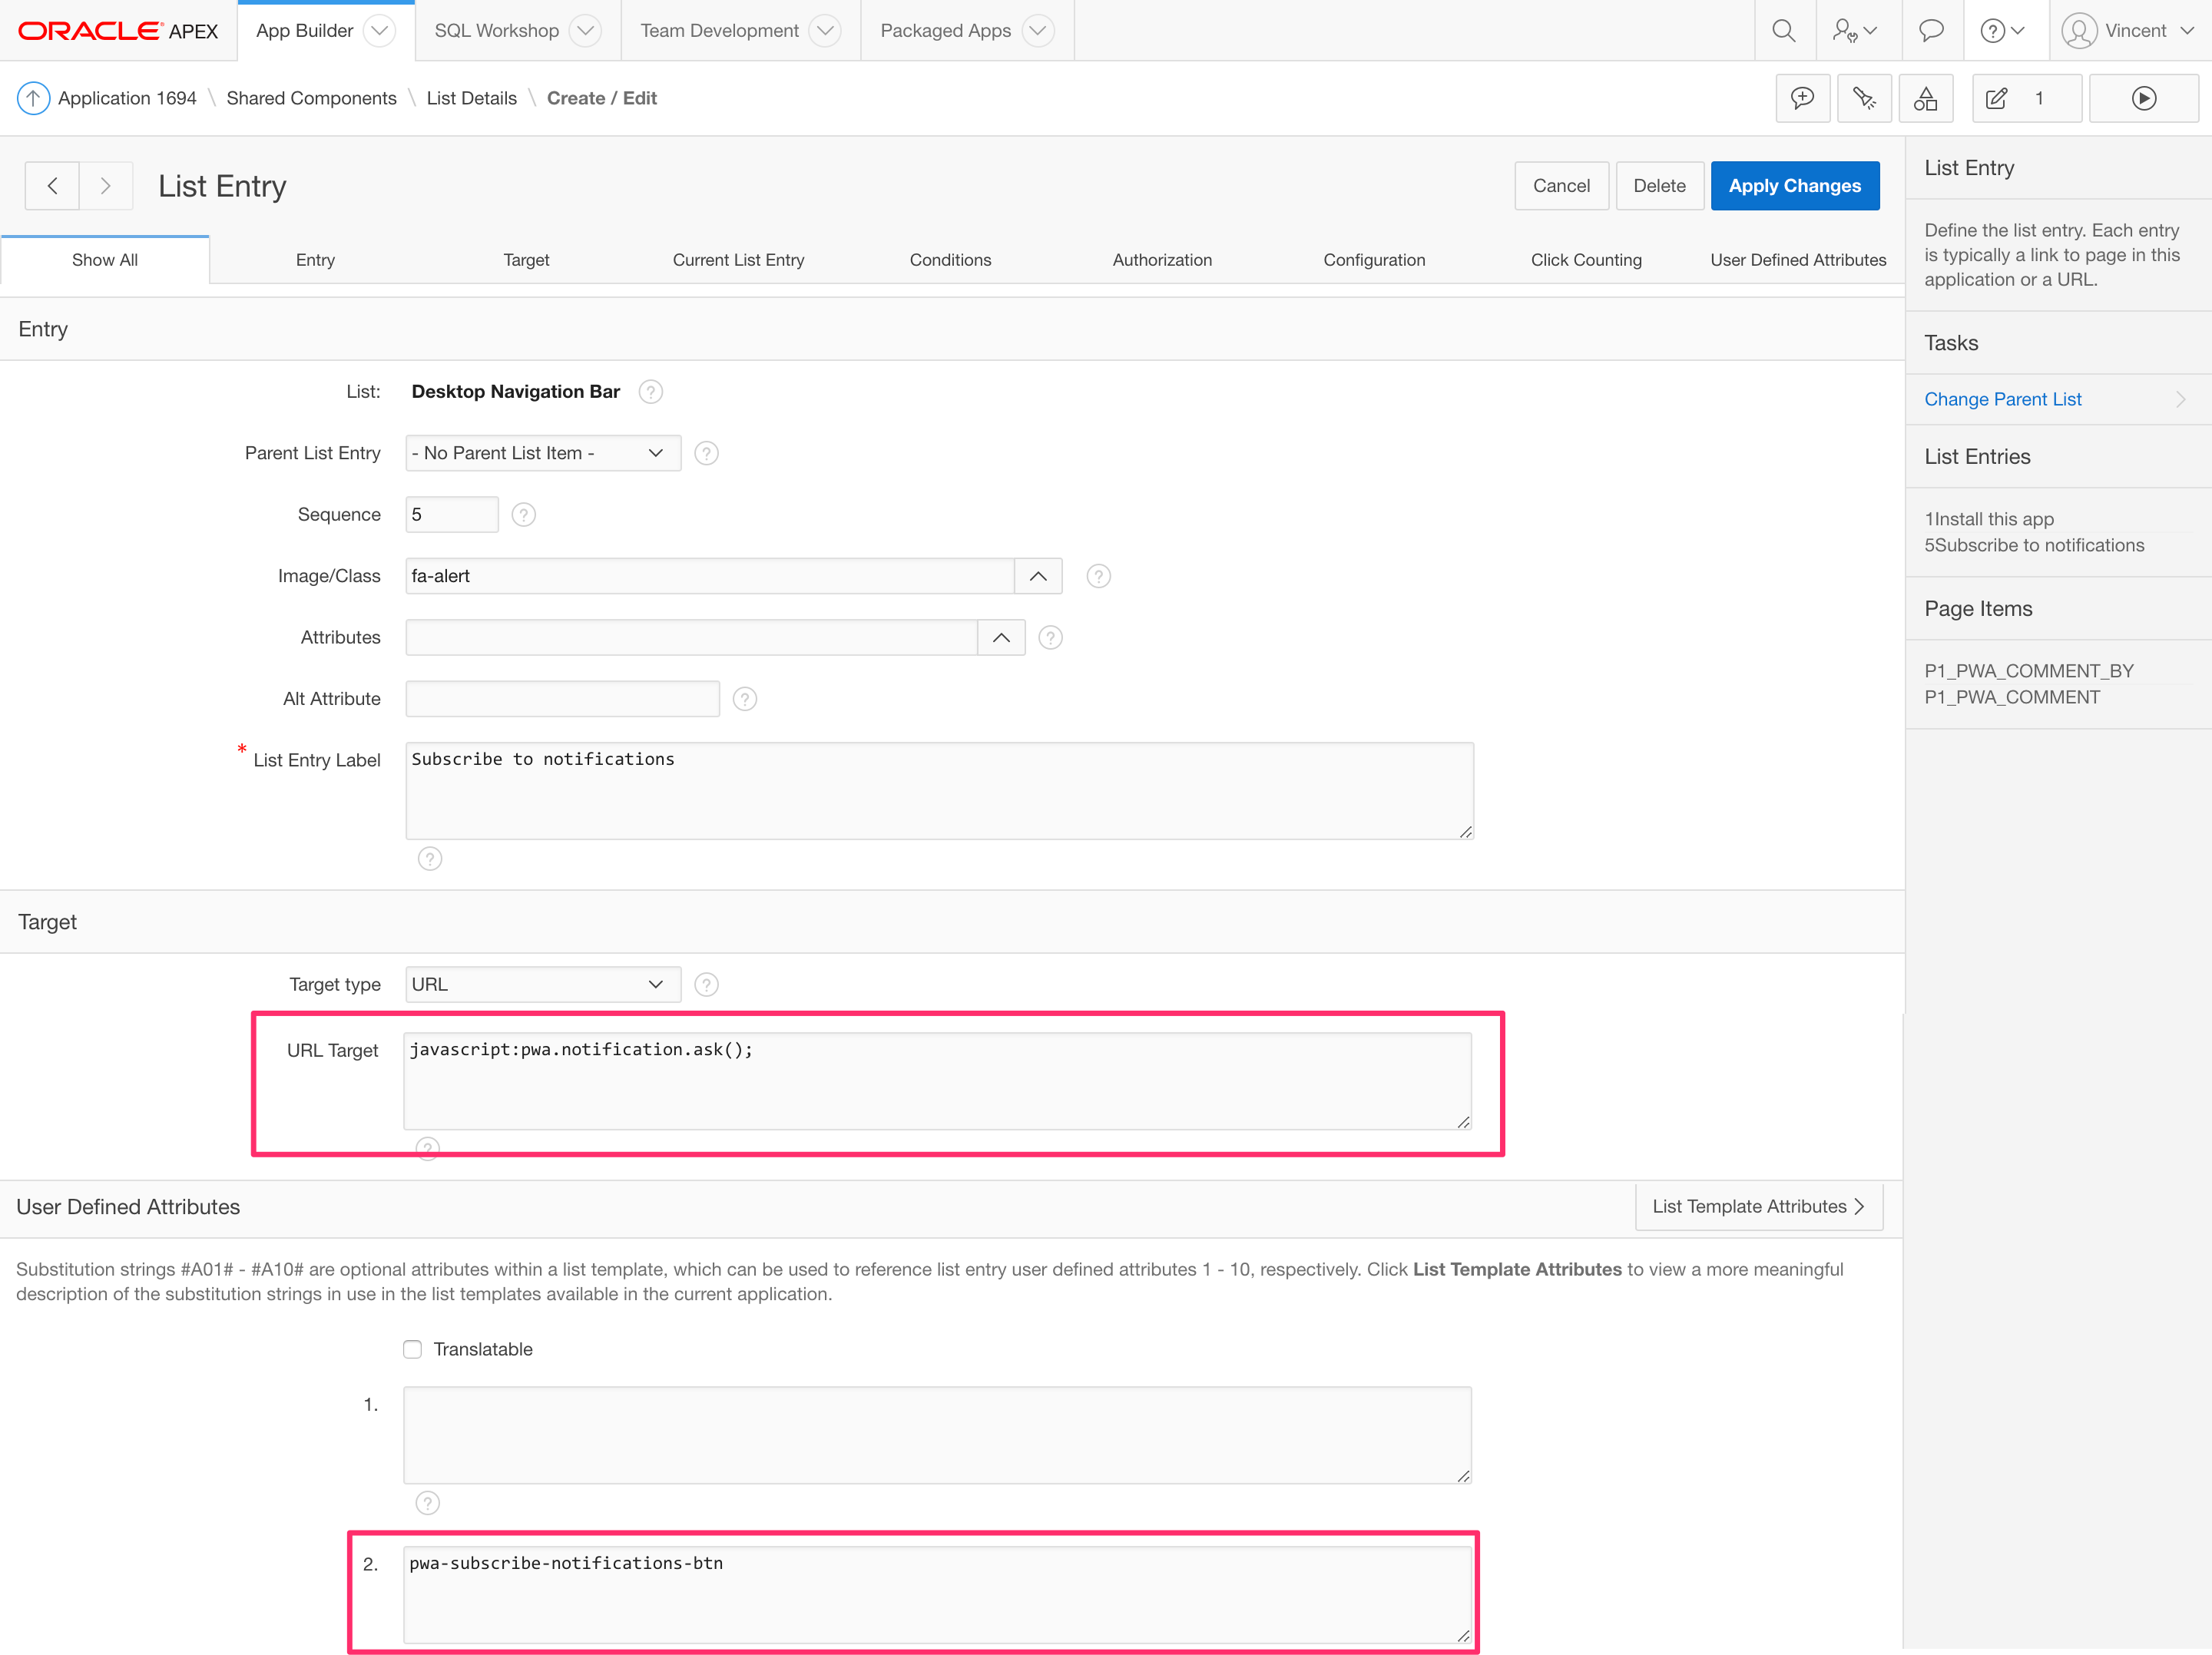 ORACLE® APEX
App Builder
SQL Workshop
Team Development
Packaged Apps
?
Vincent
Application 1694 \ Shared Components \ List Details \ Create / Edit
1
List Entry
Cancel
Delete
Apply Changes
Show All
Entry
Target
Current List Entry
Conditions
Authorization
Configuration
Click Counting
User Defined Attributes
Entry
List: Desktop Navigation Bar ?
Parent List Entry - No Parent List Item - ?
Sequence 5 ?
Image/Class fa-alert ?
Attributes ?
Alt Attribute ?
* List Entry Label Subscribe to notifications
?
Target
Target type URL ?
URL Target javascript:pwa.notification.ask();
?
User Defined Attributes
List Template Attributes
Substitution strings #A01# - #A10# are optional attributes within a list template, which can be used to reference list entry user defined attributes 1 - 10, respectively. Click List Template Attributes to view a more meaningful
description of the substitution strings in use in the list templates available in the current application.
Translatable
1.
?
2. pwa-subscribe-notifications-btn
List Entry
Define the list entry. Each entry
is typically a link to page in this
application or a URL.
Tasks
Change Parent List
List Entries
1Install this app
5Subscribe to notifications
Page Items
P1_PWA_COMMENT_BY
P1_PWA_COMMENT